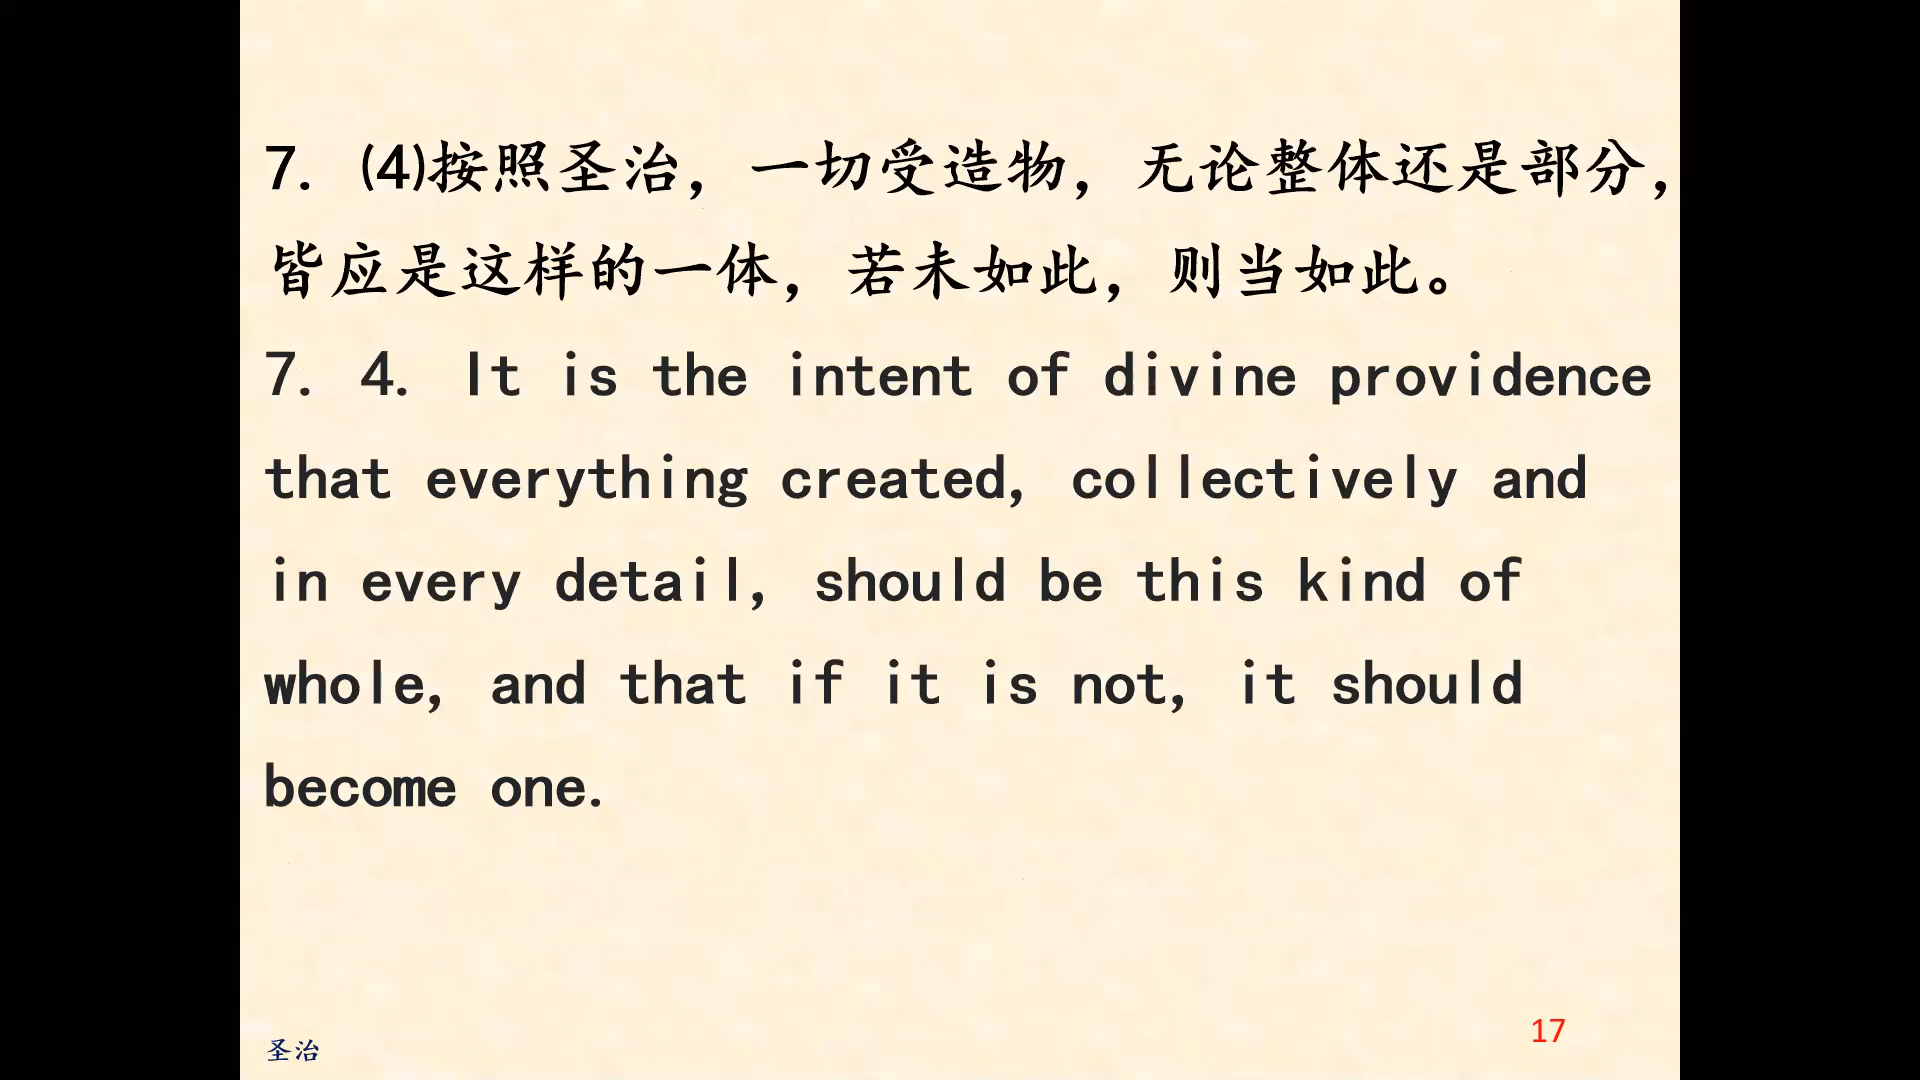 7. (4)按照圣治，一切受造物，无论整体还是部分，
皆应是这样的一体，若未如此，则当如此。
7. 4. It is the intent of divine providence
that everything created, collectively and
in every detail, should be this kind of
whole, and that if it is not, it should
become one.
圣治
17